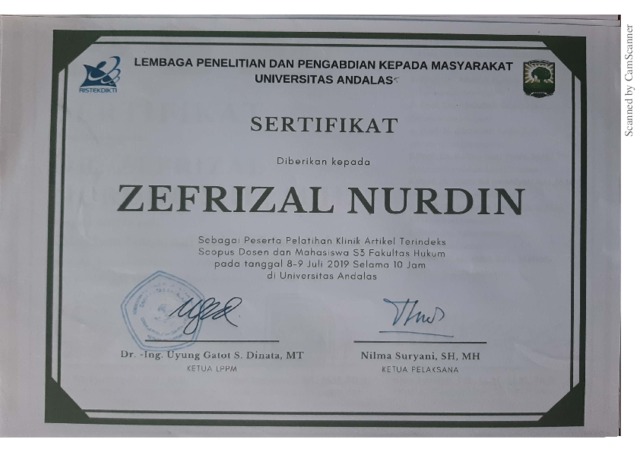 LEMBAGA PENELITIAN DAN PENGABDIAN KEPADA MASYARAKAT
UNIVERSITAS ANDALAS
RISTEKDIKTI
SERTIFIKAT
Diberikan kepada
ZEFRIZAL NURDIN
Sebagai Peserta Pelatihan Klinik Artikel Terindeks
Scopus Dosen dan Mahasiswa S3 Fakultas Hukum
pada tanggal 8-9 Juli 2019 Selama 10 Jam
di Universitas Andalas
Dr. -Ing. Uyung Gatot S. Dinata, MT
KETUA LPPM
Nilma Suryani, SH, MH
KETUA PELAKSANA
Scanned by CamScanner